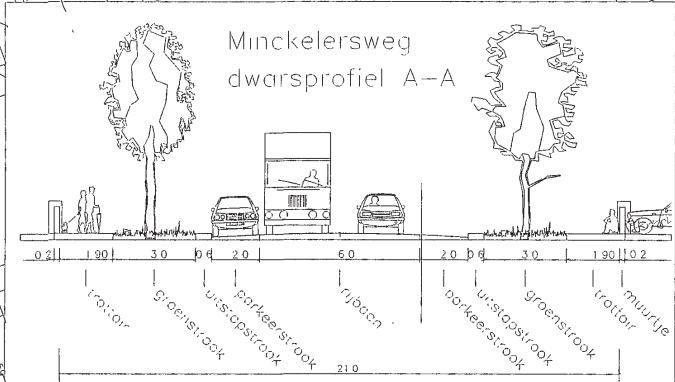 Minckelersweg
dwarsprofiel A-A
0 2 1 90 3 0 0 6 2 0 6 0 2 0 0 6 3 0 1 90 0 2
trottoir groenstrook uitstapstrook parkeerstrook rijbaan parkeerstrook uitstapstrook groenstrook trottoir muurtje
21 0